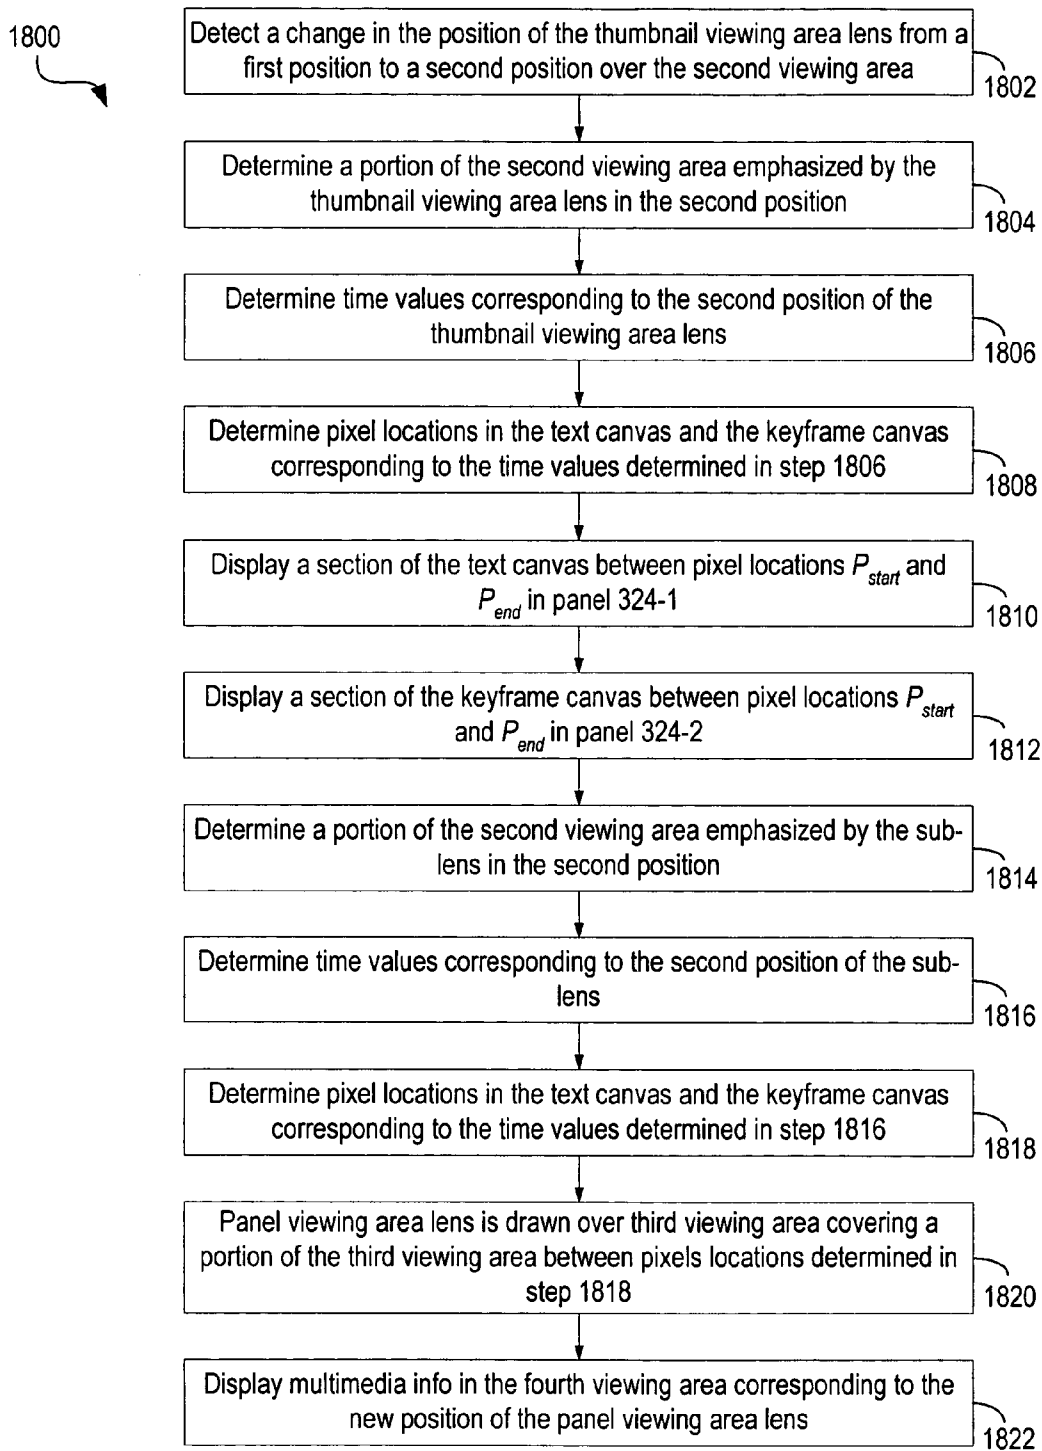 1800
Detect a change in the position of the thumbnail viewing area lens from a
first position to a second position over the second viewing area
1802
Determine a portion of the second viewing area emphasized by the
thumbnail viewing area lens in the second position
1804
Determine time values corresponding to the second position of the
thumbnail viewing area lens
1806
Determine pixel locations in the text canvas and the keyframe canvas
corresponding to the time values determined in step 1806
1808
Display a section of the text canvas between pixel locations Pstart and
Pend in panel 324-1
1810
Display a section of the keyframe canvas between pixel locations Pstart
and Pend in panel 324-2
1812
Determine a portion of the second viewing area emphasized by the sub-
lens in the second position
1814
Determine time values corresponding to the second position of the sub-
lens
1816
Determine pixel locations in the text canvas and the keyframe canvas
corresponding to the time values determined in step 1816
1818
Panel viewing area lens is drawn over third viewing area covering a
portion of the third viewing area between pixels locations determined in
step 1818
1820
Display multimedia info in the fourth viewing area corresponding to the
new position of the panel viewing area lens
1822